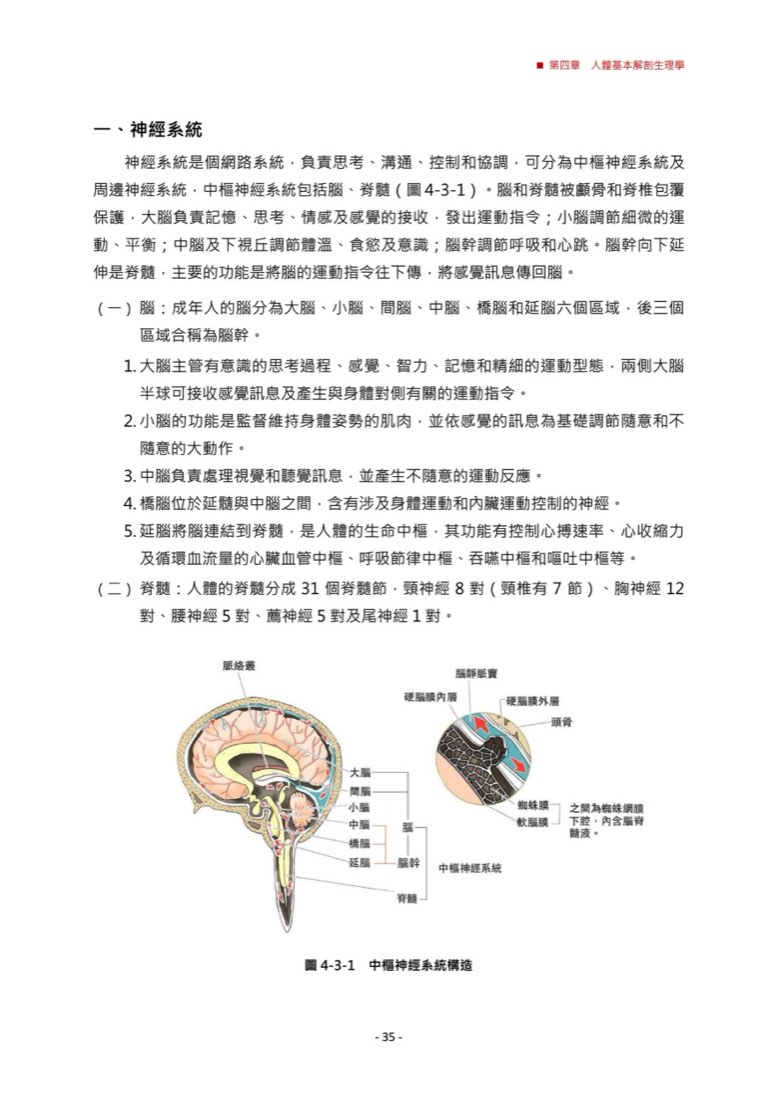 ■ 第四章 人體基本解剖生理學
一、神經系統
神經系統是個網路系統，負責思考、溝通、控制和協調，可分為中樞神經系統及
周邊神經系統，中樞神經系統包括腦、脊髓（圖4-3-1）。腦和脊髓被顱骨和脊椎包覆
保護，大腦負責記憶、思考、情感及感覺的接收，發出運動指令；小腦調節細微的運
動、平衡；中腦及下視丘調節體溫、食慾及意識；腦幹調節呼吸和心跳。腦幹向下延
伸是脊髓，主要的功能是將腦的運動指令往下傳，將感覺訊息傳回腦。
（一）腦：成年人的腦分為大腦、小腦、間腦、中腦、橋腦和延腦六個區域，後三個
區域合稱為腦幹。
1. 大腦主管有意識的思考過程、感覺、智力、記憶和精細的運動型態，兩側大腦
半球可接收感覺訊息及產生與身體對側有關的運動指令。
2. 小腦的功能是監督維持身體姿勢的肌肉，並依感覺的訊息為基礎調節隨意和不
隨意的大動作。
3. 中腦負責處理視覺和聽覺訊息，並產生不隨意的運動反應。
4. 橋腦位於延髓與中腦之間，含有涉及身體運動和內臟運動控制的神經。
5. 延腦將腦連結到脊髓，是人體的生命中樞，其功能有控制心搏速率、心收縮力
及循環血流量的心臟血管中樞、呼吸節律中樞、吞嚥中樞和嘔吐中樞等。
（二）脊髓：人體的脊髓分成 31 個脊髓節，頸神經 8 對（頸椎有 7 節）、胸神經 12
對、腰神經 5 對、薦神經 5 對及尾神經 1 對。
脈絡叢
腦靜脈竇
硬腦膜內層
硬腦膜外層
頭骨
大腦
間腦
小腦
中腦
橋腦
延腦
腦
腦幹
脊髓
中樞神經系統
蜘蛛膜
軟腦膜
之間為蜘蛛網膜
下腔，內含腦脊
髓液。
圖 4-3-1 中樞神經系統構造
- 35 -